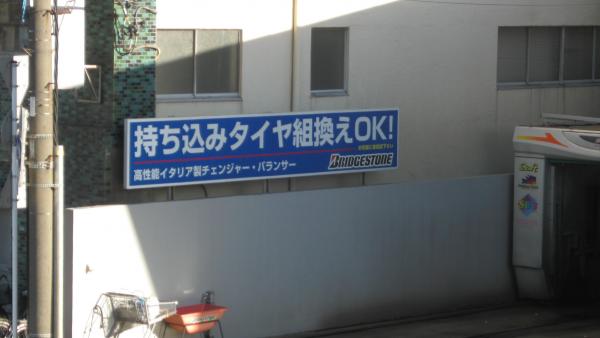 持ち込みタイヤ組換えOK!
高性能イタリア製チェンジャー・バランサー
BRIDGESTONE
Soft